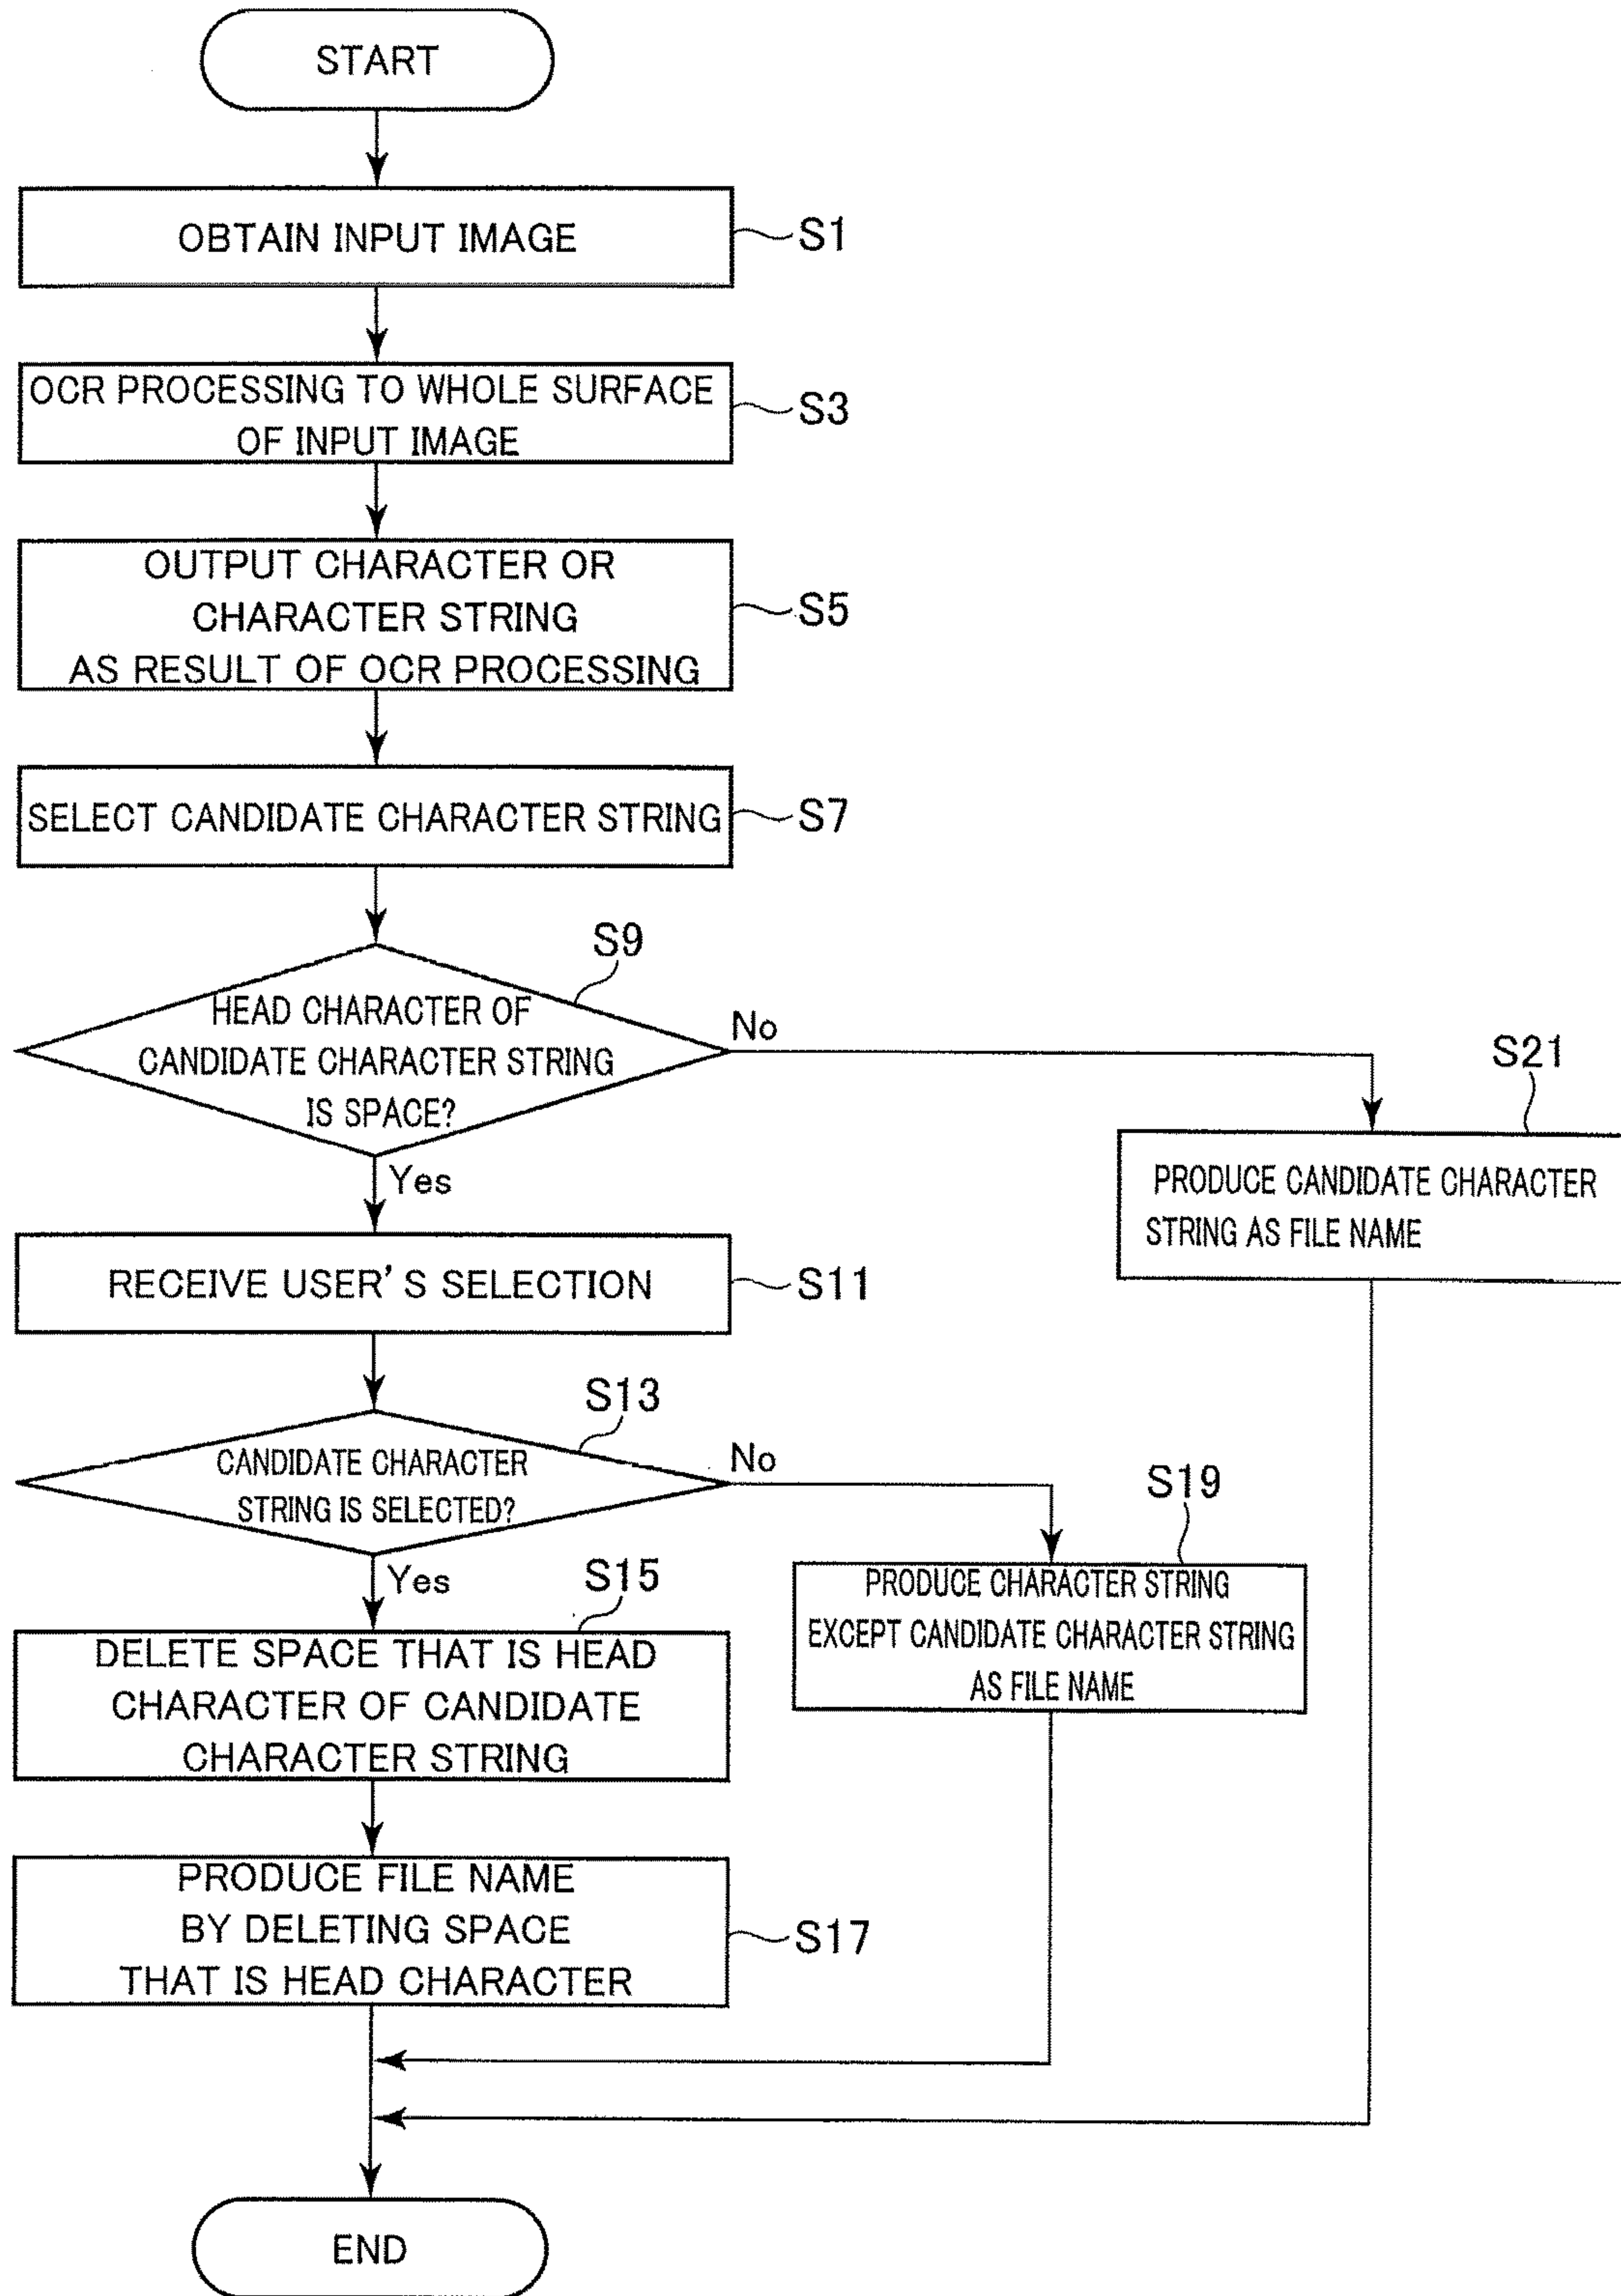 START
OBTAIN INPUT IMAGE
S1
OCR PROCESSING TO WHOLE SURFACE
OF INPUT IMAGE
S3
OUTPUT CHARACTER OR
CHARACTER STRING
AS RESULT OF OCR PROCESSING
S5
SELECT CANDIDATE CHARACTER STRING
S7
S9
HEAD CHARACTER OF
CANDIDATE CHARACTER STRING
IS SPACE?
No
Yes
S21
PRODUCE CANDIDATE CHARACTER
STRING AS FILE NAME
RECEIVE USER'S SELECTION
S11
S13
CANDIDATE CHARACTER
STRING IS SELECTED?
No
Yes
S19
PRODUCE CHARACTER STRING
EXCEPT CANDIDATE CHARACTER STRING
AS FILE NAME
S15
DELETE SPACE THAT IS HEAD
CHARACTER OF CANDIDATE
CHARACTER STRING
PRODUCE FILE NAME
BY DELETING SPACE
THAT IS HEAD CHARACTER
S17
END